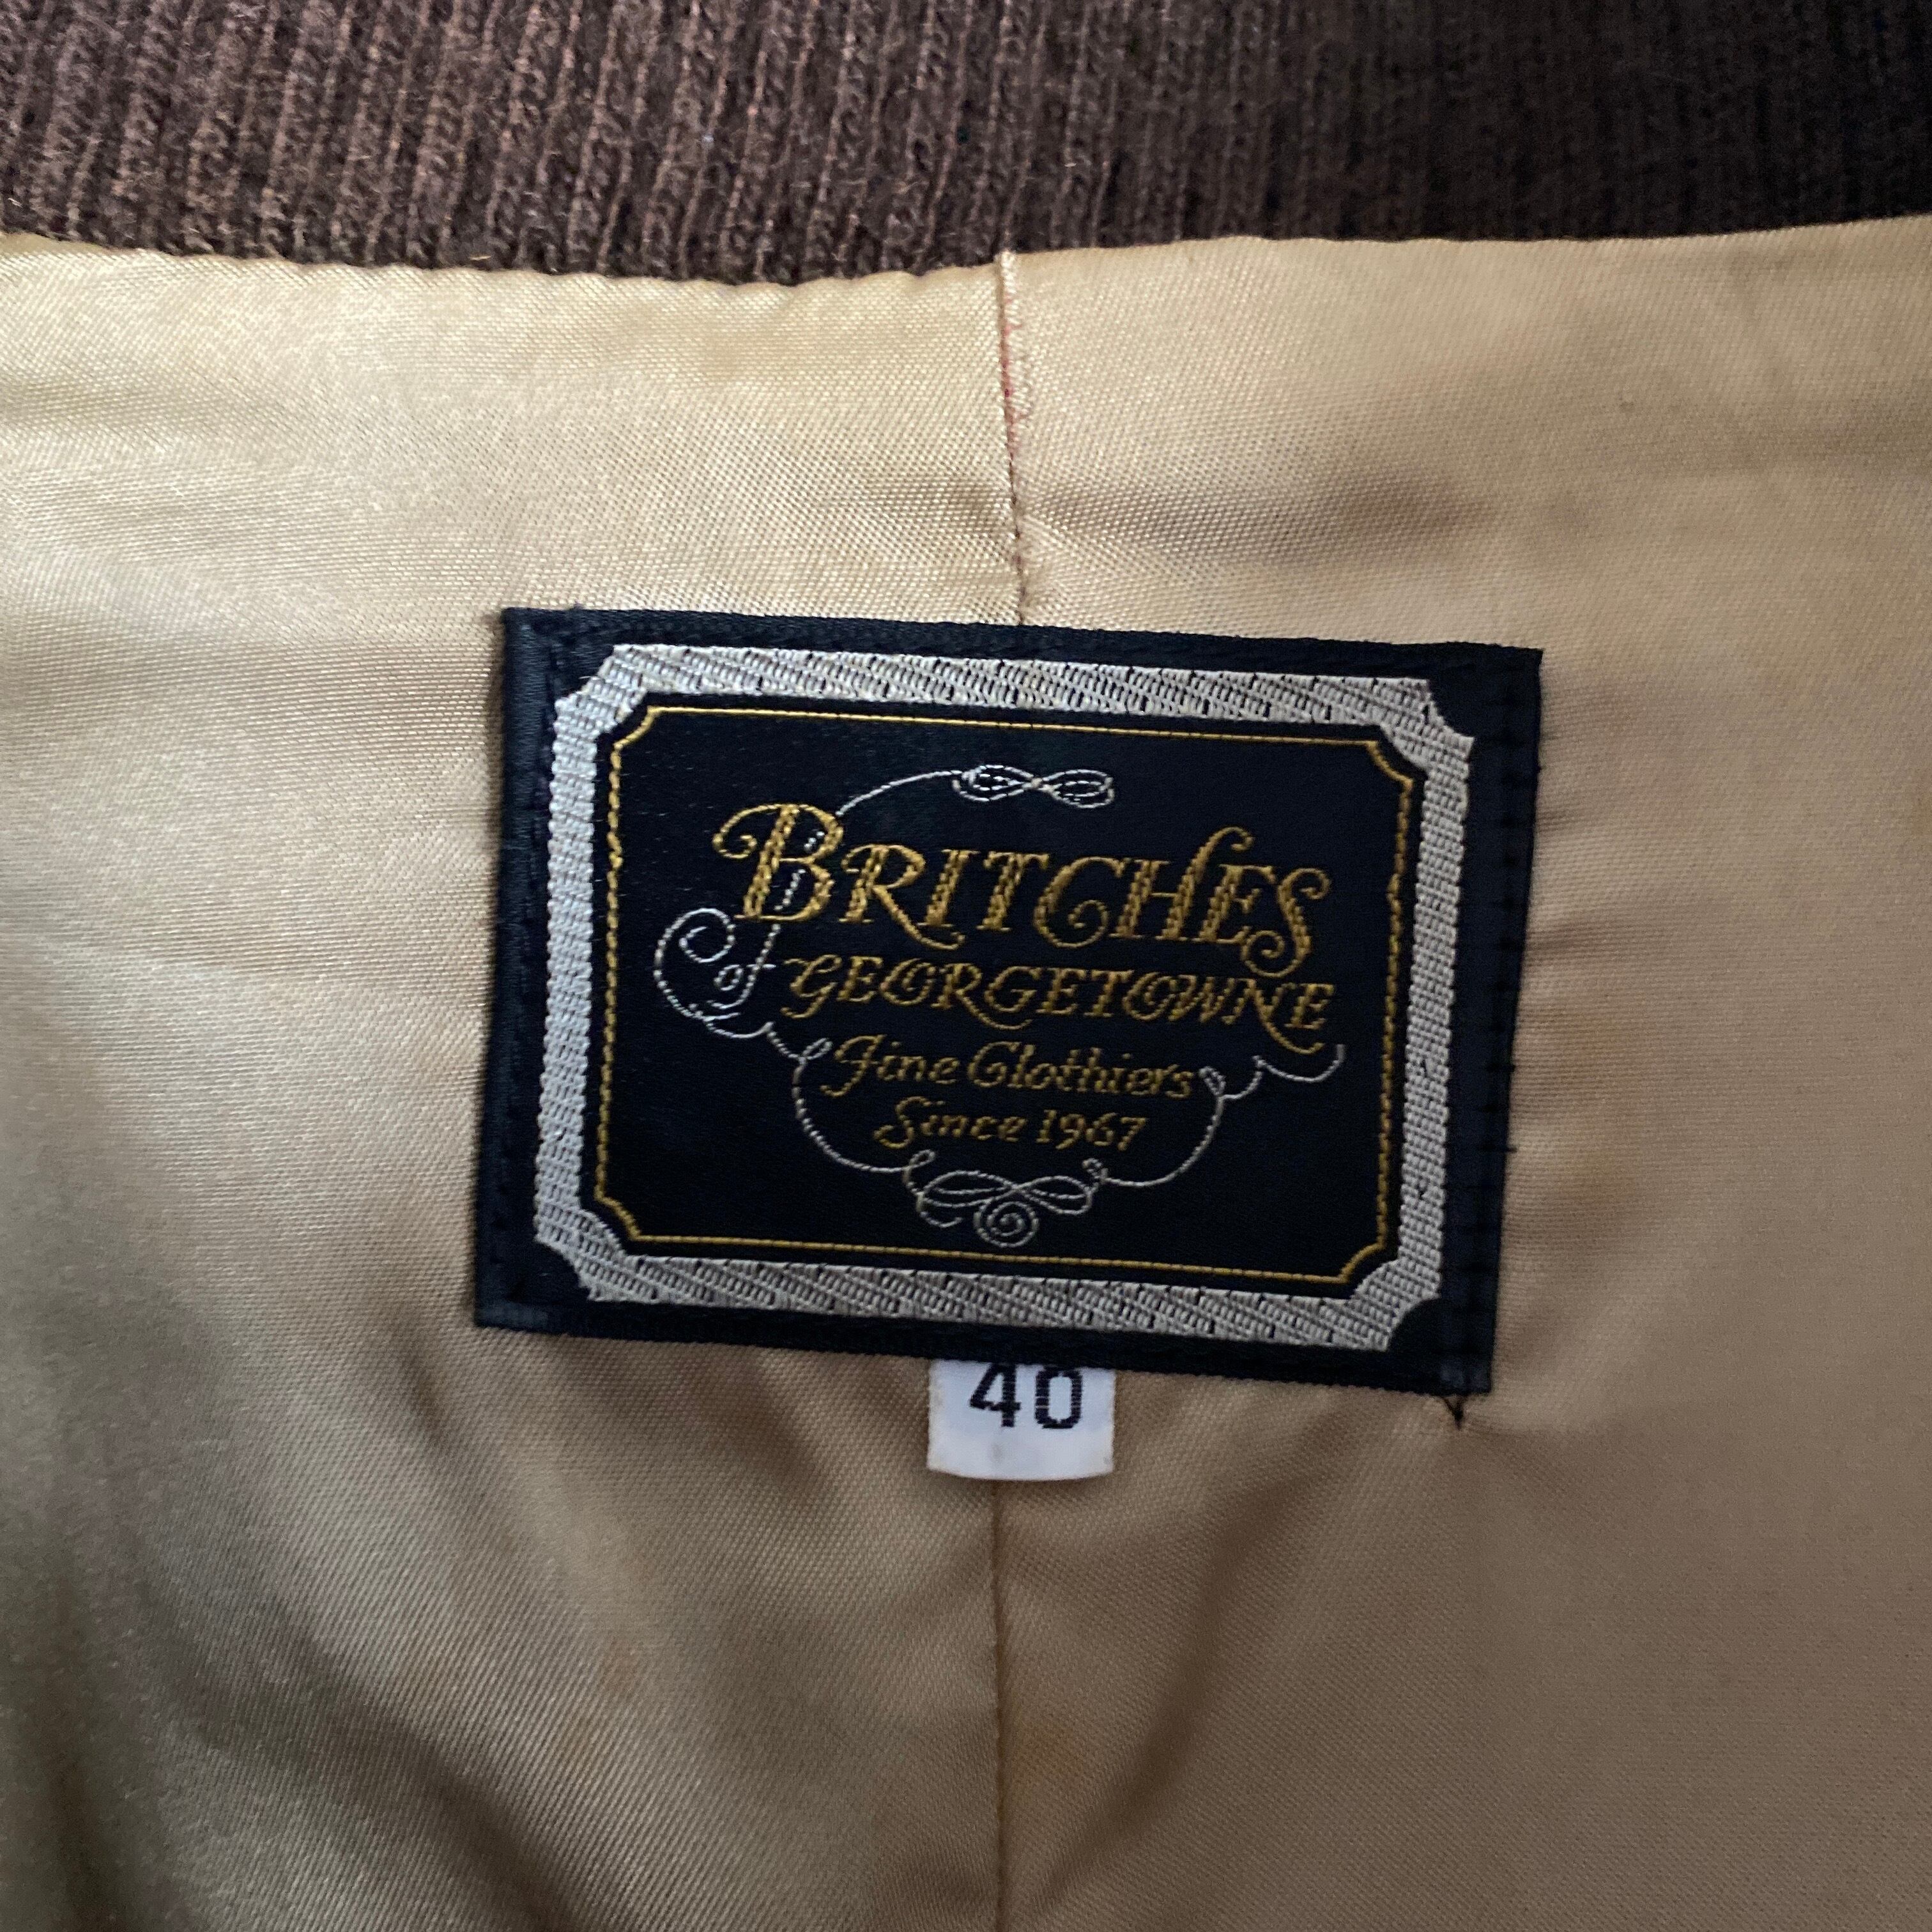 BRITCHES
of GEORGETOWNE
Fine Clothiers
Since 1967
40